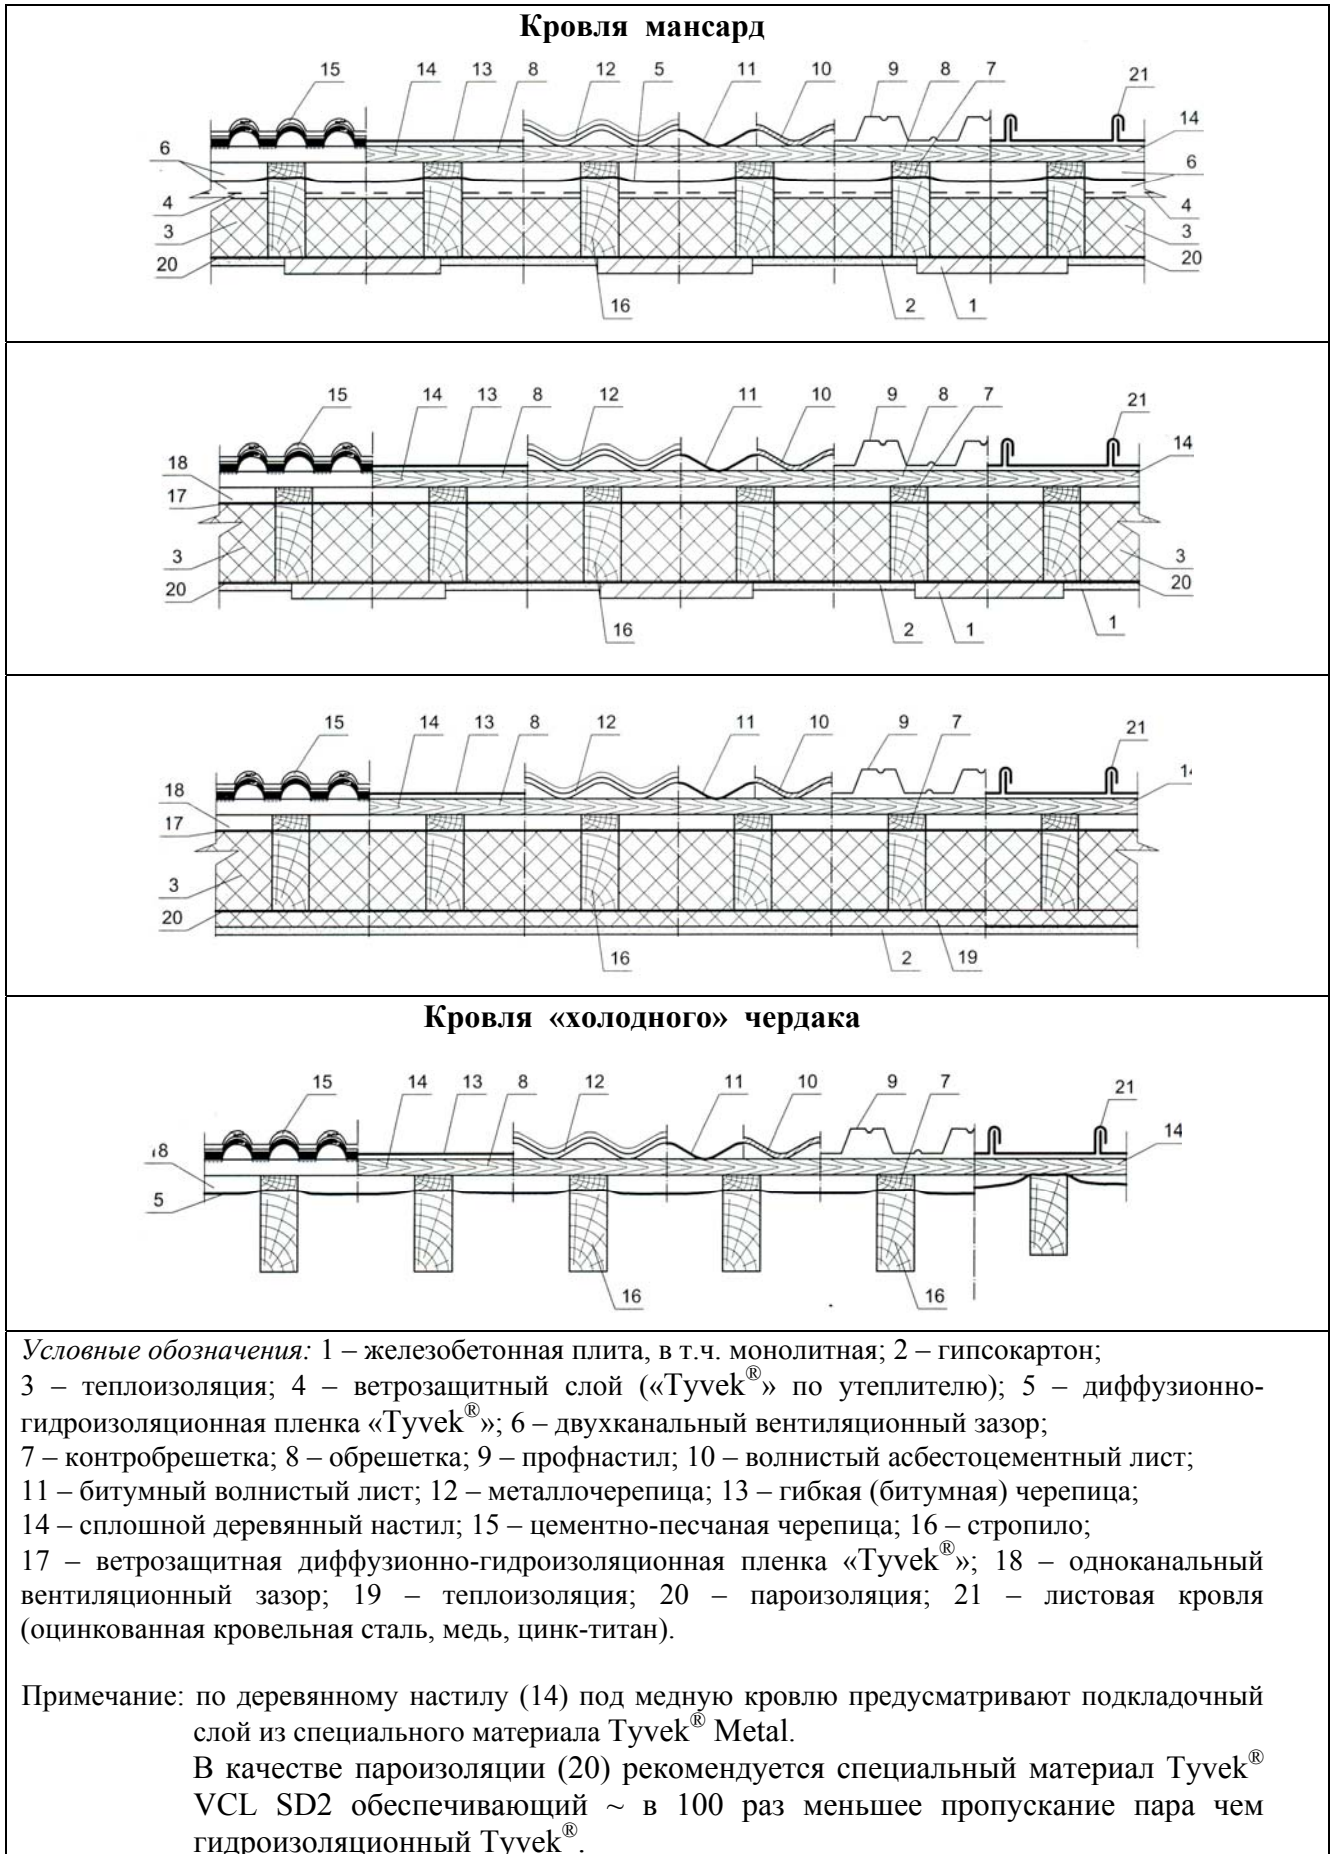 Кровля мансард
15 14 13 8 12 5 11 10 9 8 7 21
14
6 6
4 4
3 3
20 20
16 2 1
15 14 13 8 12 11 10 9 8 7 21
14
18
17
3 3
20 20
16 2 1 1
15 14 13 8 12 11 10 9 7 21
14
18
17
3
20
16 2 19
Кровля «холодного» чердака
15 14 13 8 12 11 10 9 7 21
14
18
5
16 16
Условные обозначения: 1 – железобетонная плита, в т.ч. монолитная; 2 – гипсокартон;
3 – теплоизоляция; 4 – ветрозащитный слой («Tyvek®» по утеплителю); 5 – диффузионно-
гидроизоляционная пленка «Tyvek®»; 6 – двухканальный вентиляционный зазор;
7 – контробрешетка; 8 – обрешетка; 9 – профнастил; 10 – волнистый асбестоцементный лист;
11 – битумный волнистый лист; 12 – металлочерепица; 13 – гибкая (битумная) черепица;
14 – сплошной деревянный настил; 15 – цементно-песчаная черепица; 16 – стропило;
17 – ветрозащитная диффузионно-гидроизоляционная пленка «Tyvek®»; 18 – одноканальный
вентиляционный зазор; 19 – теплоизоляция; 20 – пароизоляция; 21 – листовая кровля
(оцинкованная кровельная сталь, медь, цинк-титан).
Примечание: по деревянному настилу (14) под медную кровлю предусматривают подкладочный
слой из специального материала Tyvek® Metal.
В качестве пароизоляции (20) рекомендуется специальный материал Tyvek®
VCL SD2 обеспечивающий ~ в 100 раз меньшее пропускание пара чем
гидроизоляционный Tyvek®.